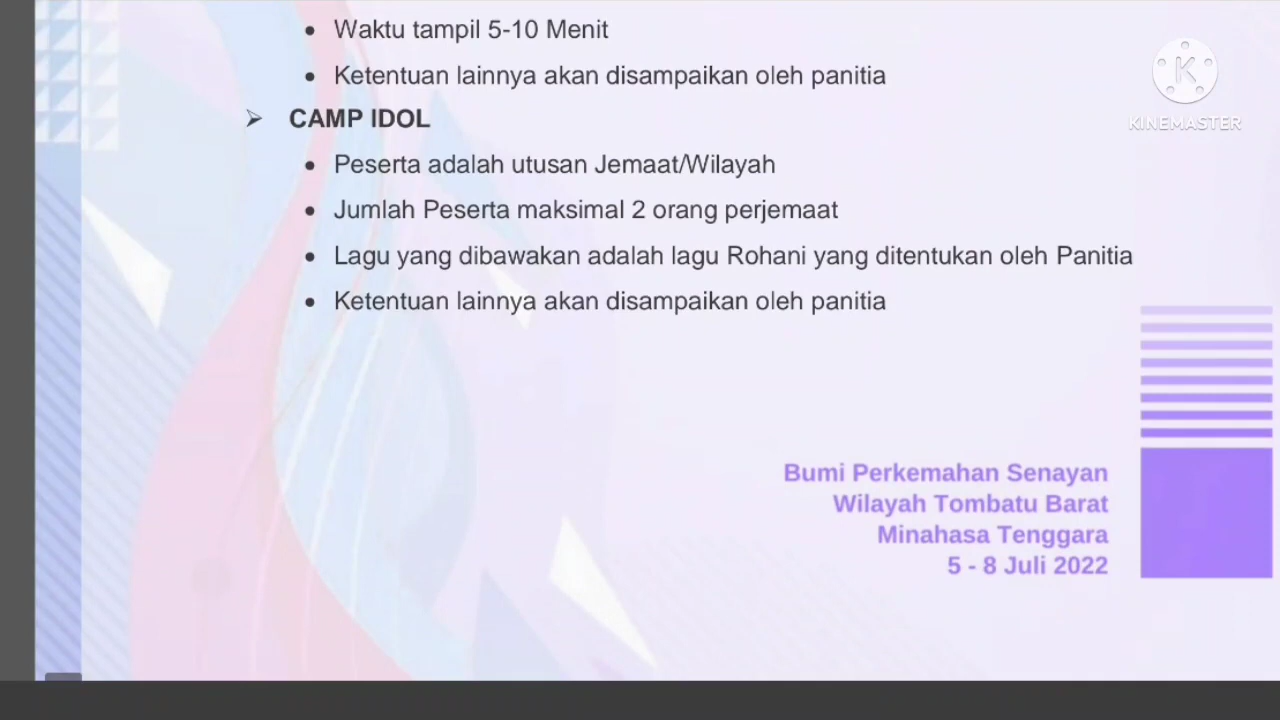 Waktu tampil 5-10 Menit
Ketentuan lainnya akan disampaikan oleh panitia
CAMP IDOL
Peserta adalah utusan Jemaat/Wilayah
Jumlah Peserta maksimal 2 orang perjemaat
Lagu yang dibawakan adalah lagu Rohani yang ditentukan oleh Panitia
Ketentuan lainnya akan disampaikan oleh panitia
K
KINEMASTER
Bumi Perkemahan Senayan
Wilayah Tombatu Barat
Minahasa Tenggara
5 - 8 Juli 2022